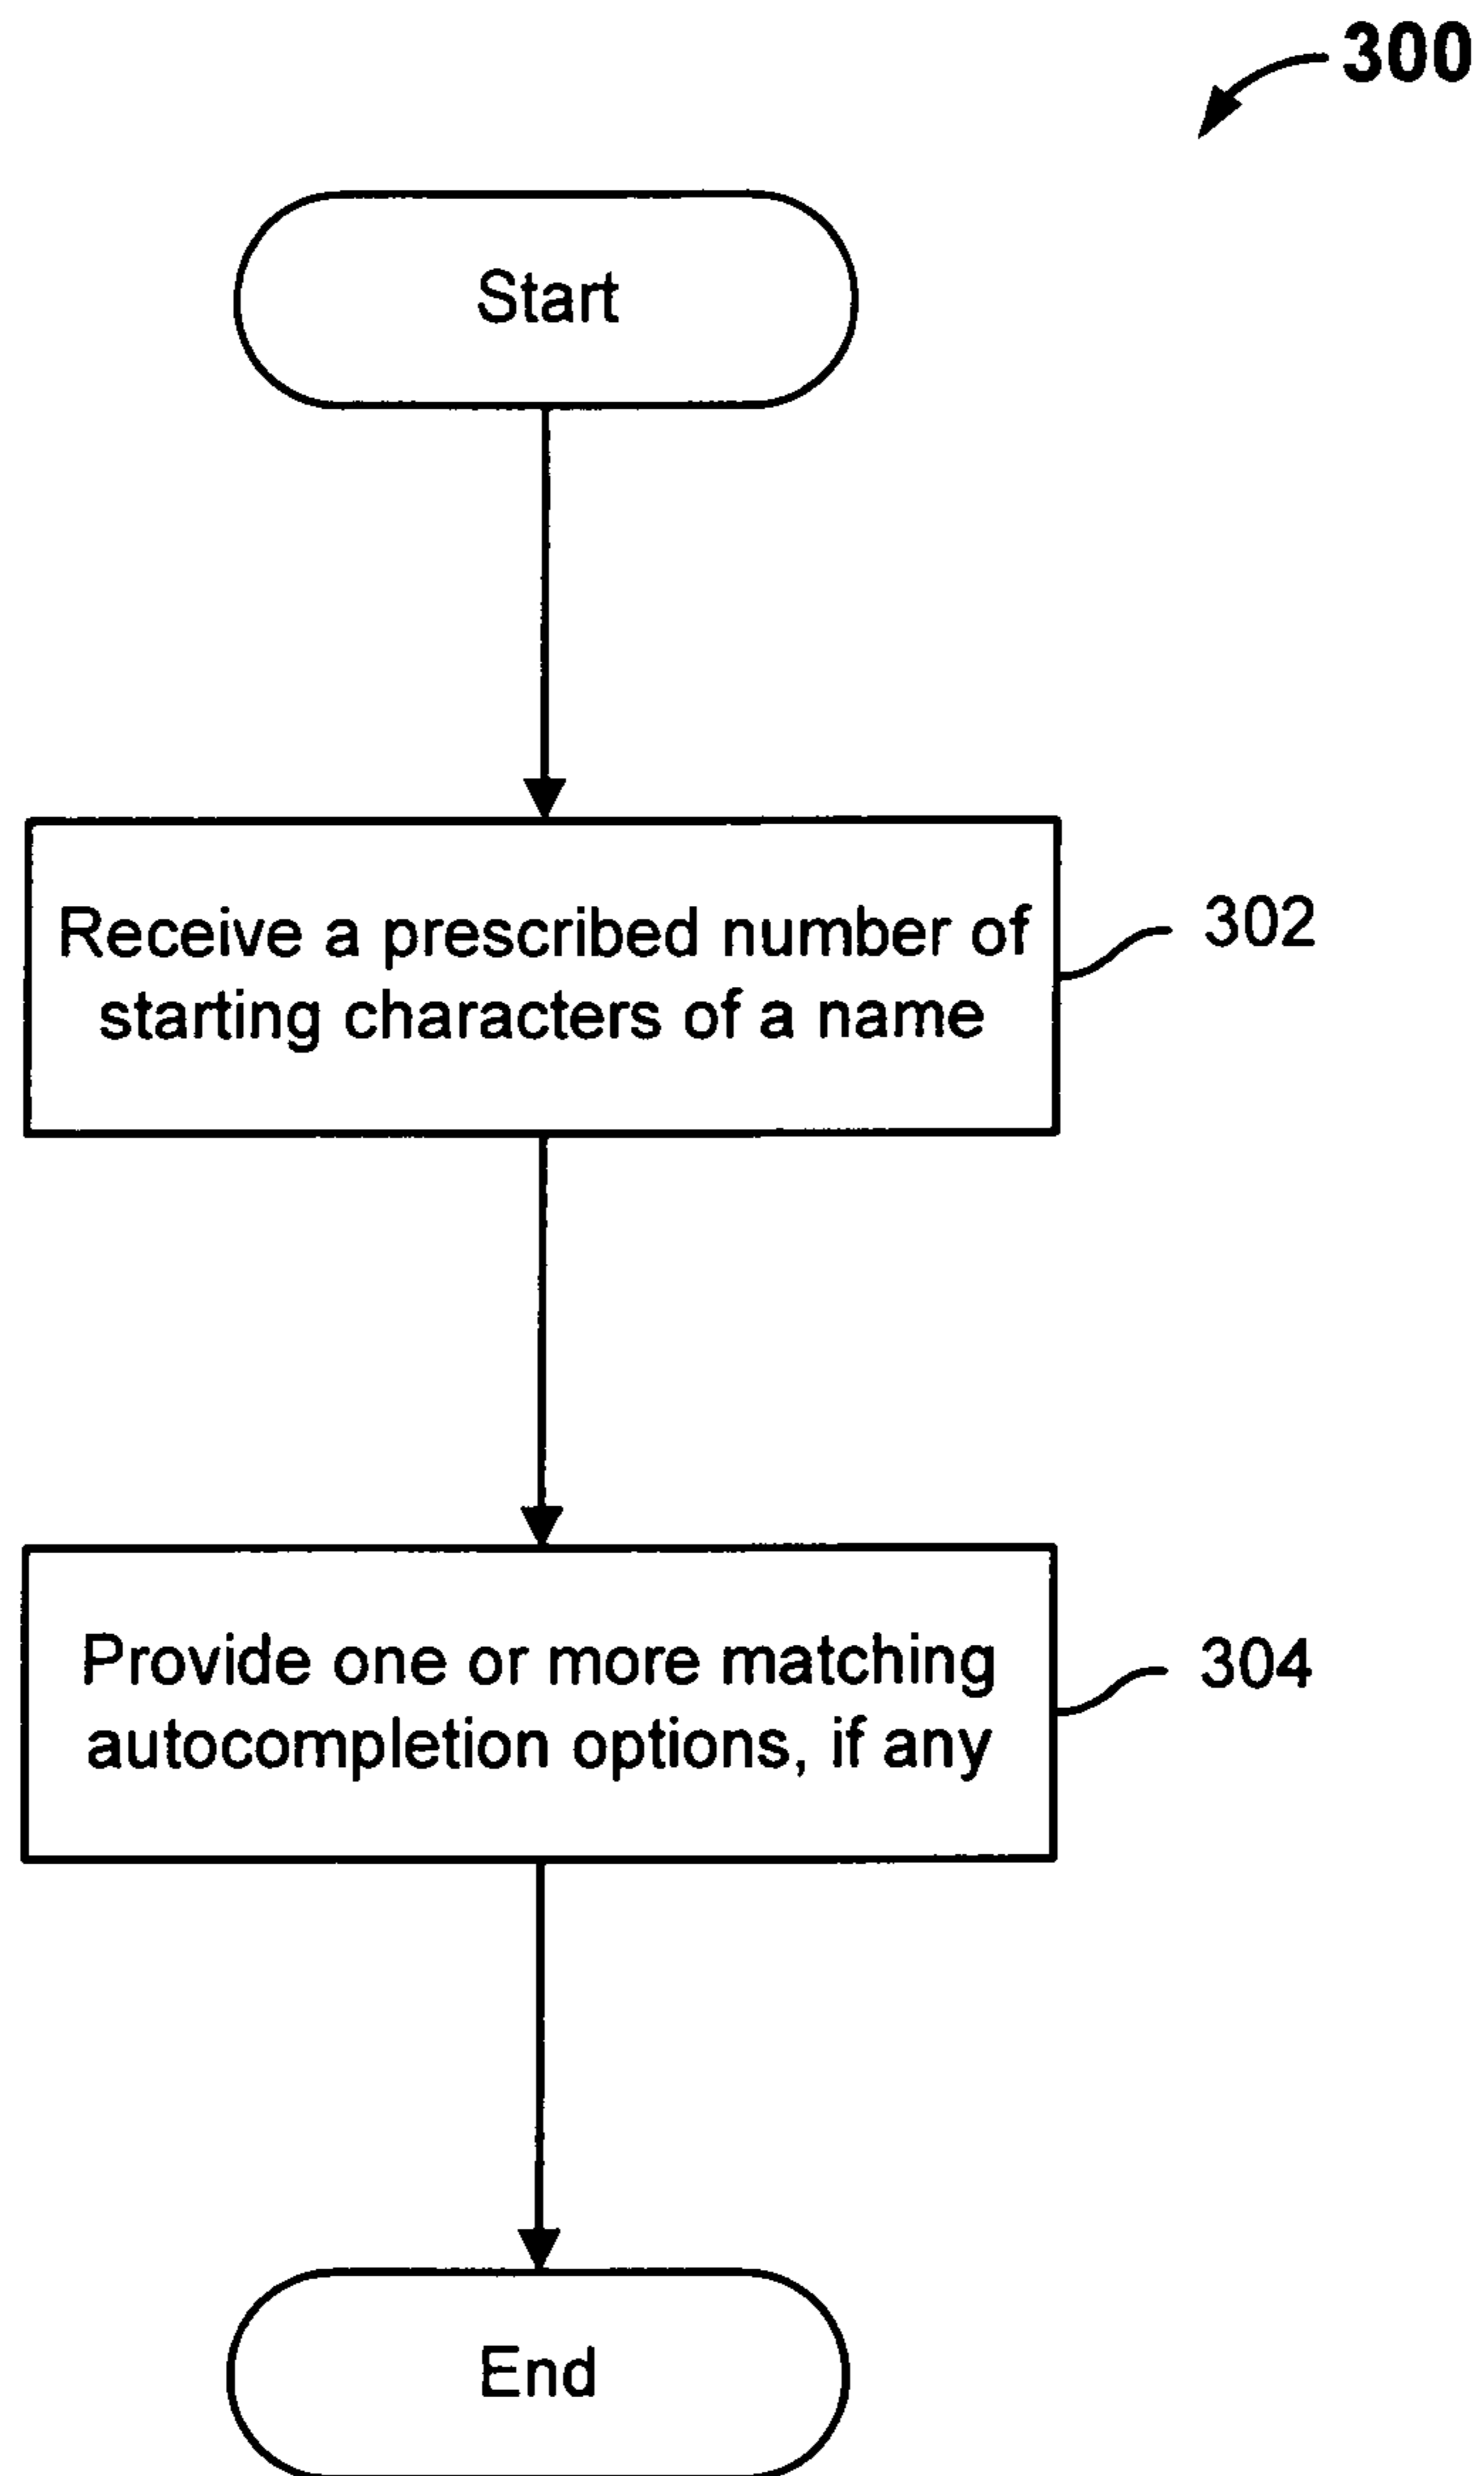 300
Start
Receive a prescribed number of
starting characters of a name
302
Provide one or more matching
autocompletion options, if any
304
End